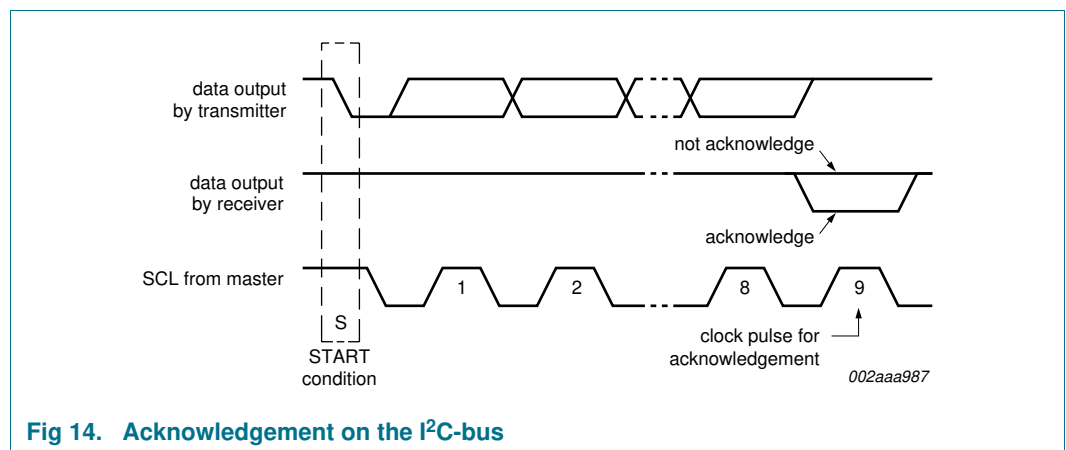 data output
by transmitter
not acknowledge
data output
by receiver
acknowledge
SCL from master
1
2
8
9
S
START
condition
clock pulse for
acknowledgement
002aaa987
Fig 14. Acknowledgement on the I²C-bus